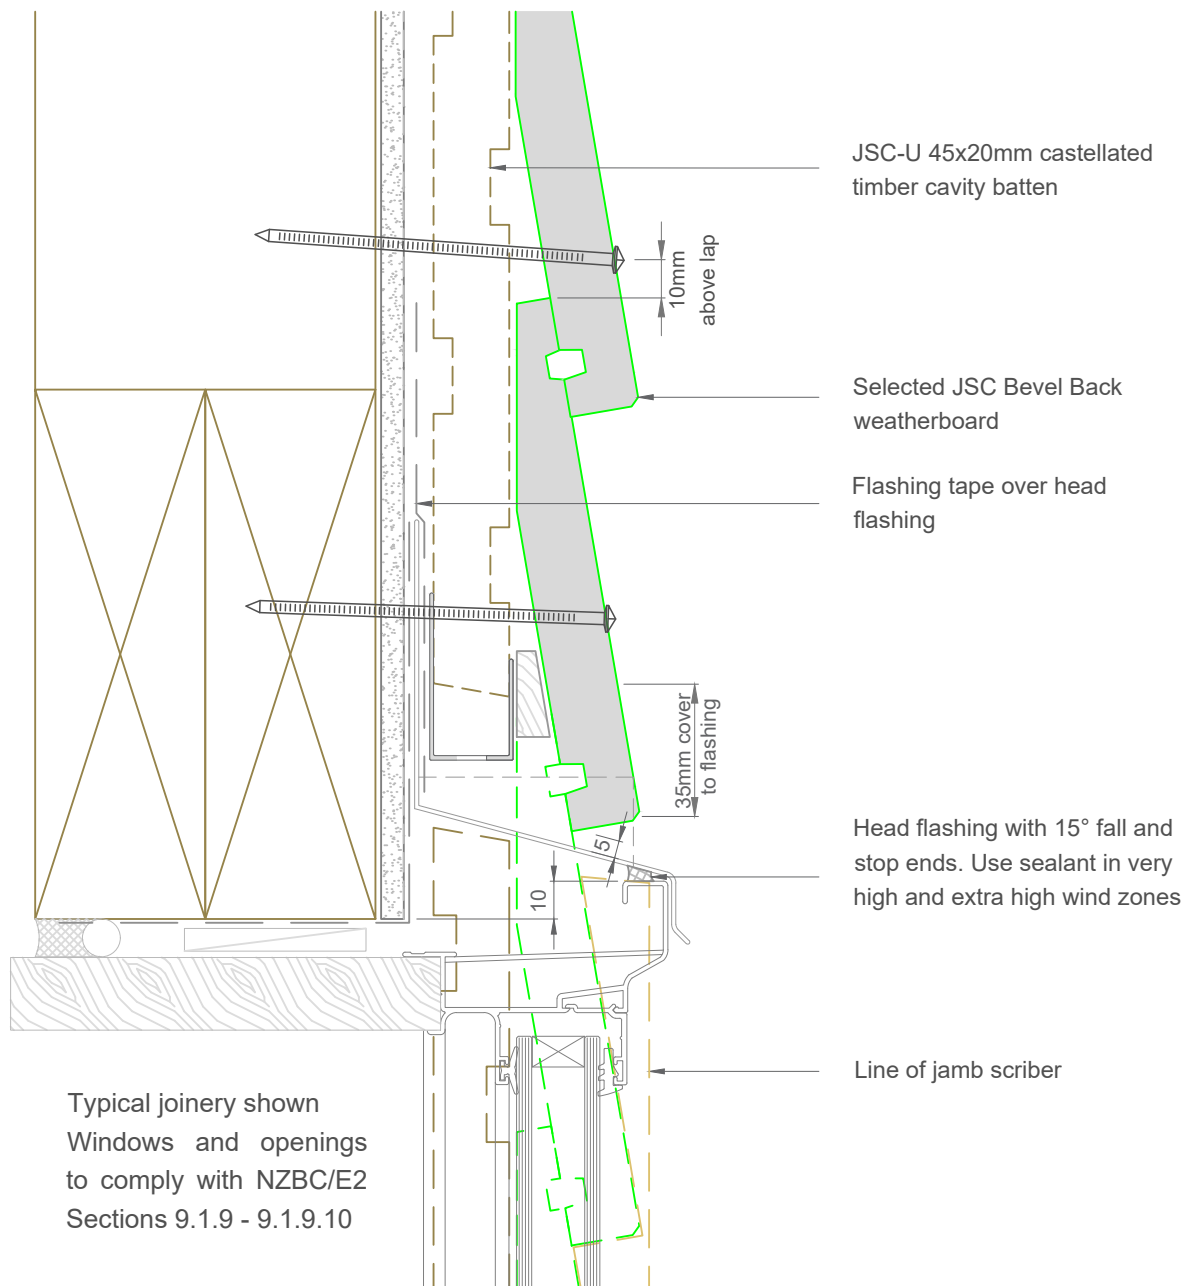 JSC-U 45x20mm castellated
timber cavity batten
10mm
above lap
Selected JSC Bevel Back
weatherboard
Flashing tape over head
flashing
35mm cover
to flashing
Head flashing with 15° fall and
stop ends. Use sealant in very
high and extra high wind zones
5
10
Line of jamb scriber
Typical joinery shown
Windows and openings
to comply with NZBC/E2
Sections 9.1.9 - 9.1.9.10